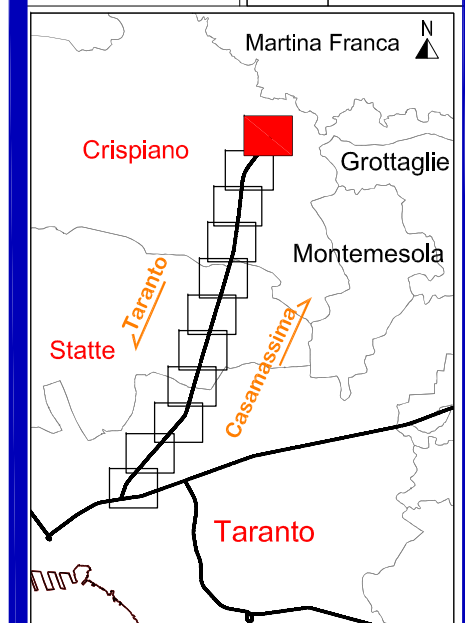 N
Martina Franca
Crispiano
Grottaglie
Montemesola
Taranto
Casamassima
Statte
Taranto